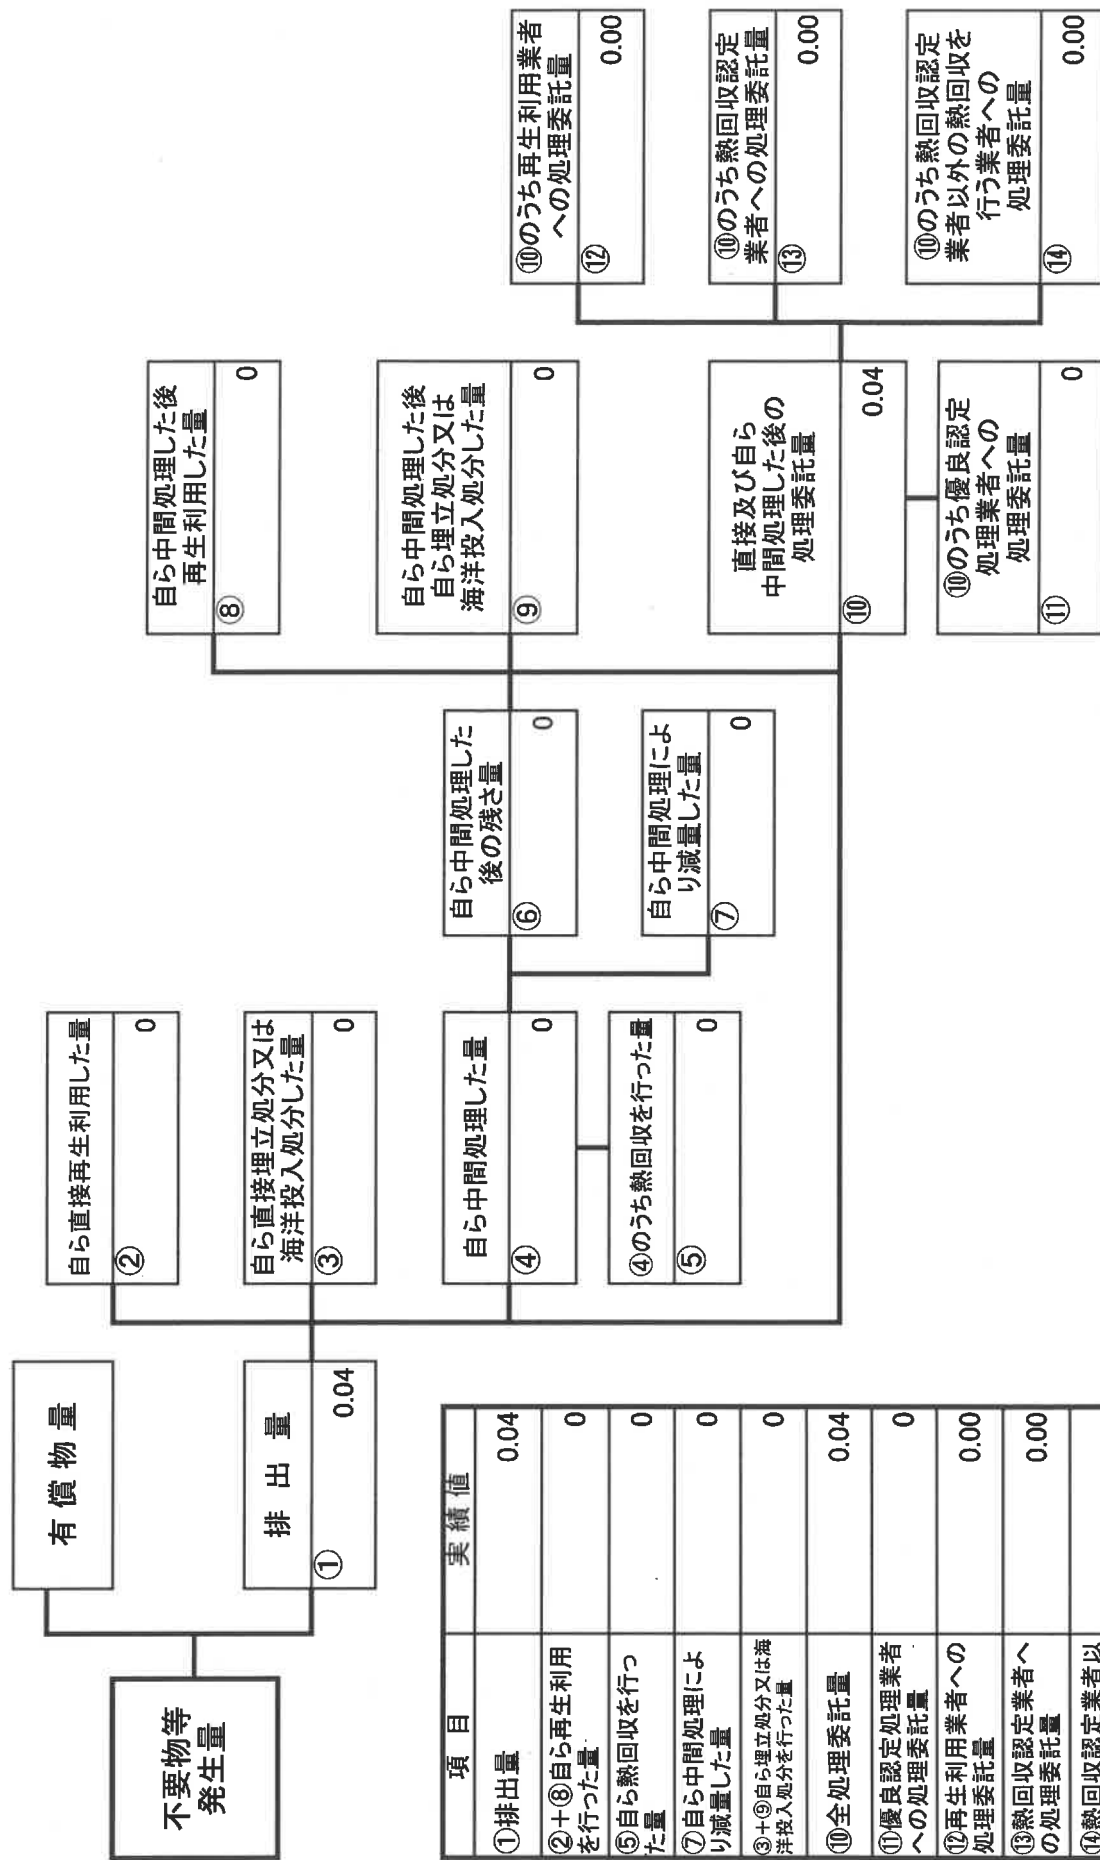 不要物等
発生量
有償物量
排出量
①
0.04
自ら直接再生利用した量
②
0
自ら直接埋立処分又は
海洋投入処分した量
③
0
自ら中間処理した量
④
0
④のうち熱回収を行った量
⑤
0
自ら中間処理した
後の残さ量
⑥
0
自ら中間処理によ
り減量した量
⑦
0
自ら中間処理した後
再生利用した量
⑧
0
自ら中間処理した後
自ら埋立処分又は
海洋投入処分した量
⑨
0
直接及び自ら
中間処理した後の
処理委託量
⑩
0.04
⑩のうち優良認定
処理業者への
処理委託量
⑪
0
⑩のうち再生利用業者
への処理委託量
⑫
0.00
⑩のうち熱回収認定
業者への処理委託量
⑬
0.00
⑩のうち熱回収認定
業者以外の熱回収を
行う業者への
処理委託量
⑭
0.00
項目 実績値
①排出量 0.04
②+⑧自ら再生利用
を行った量 0
⑤自ら熱回収を行っ
た量 0
⑦自ら中間処理によ
り減量した量 0
③+⑨自ら埋立処分又は海
洋投入処分を行った量 0
⑩全処理委託量 0.04
⑪優良認定処理業者
への処理委託量 0
⑫再生利用業者への
処理委託量 0.00
⑬熱回収認定業者へ
の処理委託量 0.00
⑭熱回収認定業者以